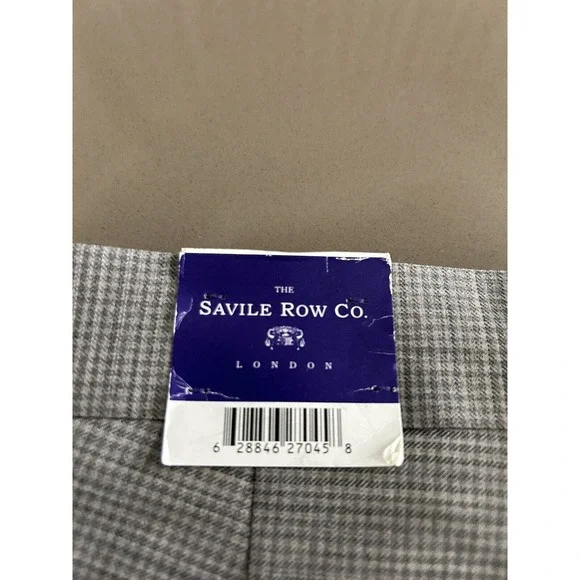 THE
SAVILE ROW CO.
LONDON
6 28846 27045 8